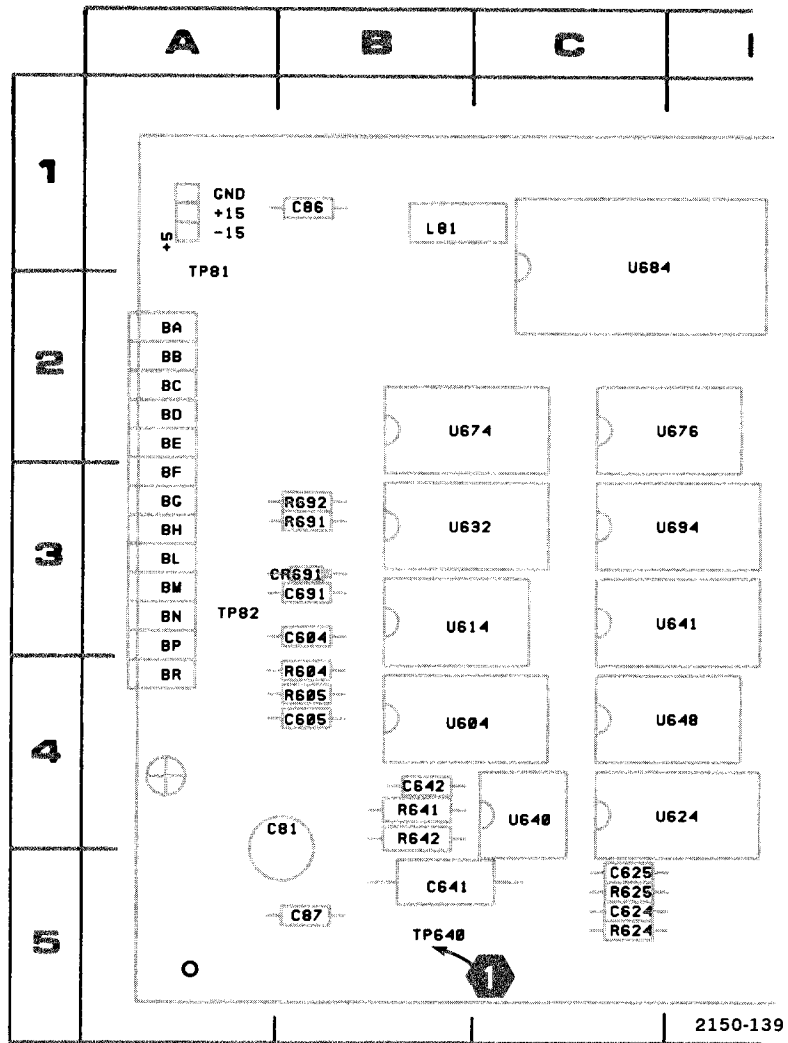 A B C
1
GND
+15
-15
+5
TP81
C86
L81
U684
2
BA
BB
BC
BD
BE
BF
BG
BH
BL
BM
BN
BP
BR
U674
U676
3
R692
R691
U632
U694
CR691
C691
TP82
C604
U614
U641
4
R604
R605
C605
U604
U648
C642
R641
R642
U640
U624
C81
5
C641
C625
R625
C624
R624
C87
TP640
1
2150-139